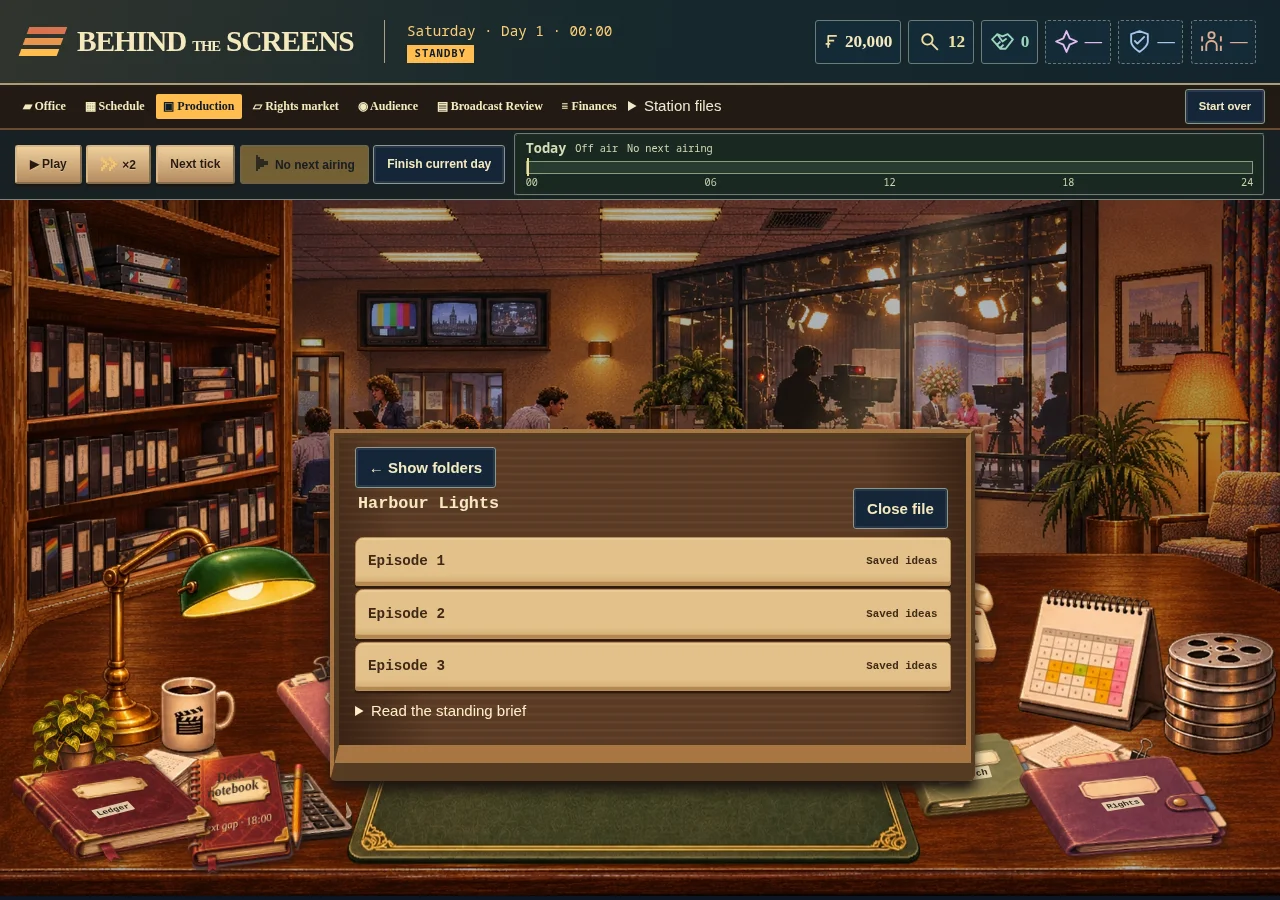 BEHIND THE SCREENS
Saturday · Day 1 · 00:00
STANDBY
20,000
12
0
—
—
—
Office
Schedule
Production
Rights market
Audience
Broadcast Review
Finances
Station files
Start over
Play
×2
Next tick
No next airing
Finish current day
Today Off air No next airing
00 06 12 18 24
← Show folders
Harbour Lights
Close file
Episode 1 Saved ideas
Episode 2 Saved ideas
Episode 3 Saved ideas
Read the standing brief
Ledger
Desk
notebook
xt gap · 18:00
ch
Rights